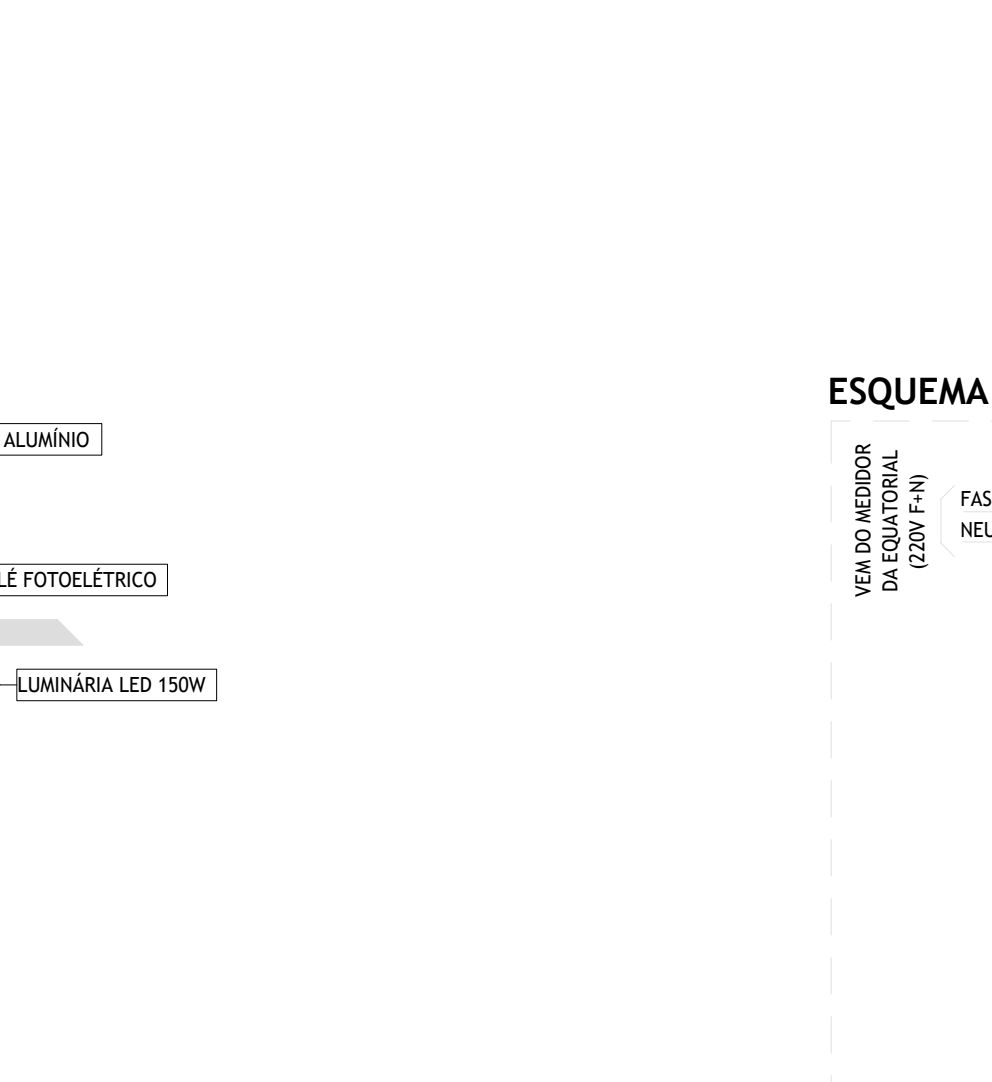 ALUMÍNIO
LÉ FOTOELÉTRICO
LUMINÁRIA LED 150W
ESQUEMA
VEM DO MEDIDOR
DA EQUATORIAL
(220V F+N)
FAS
NEU